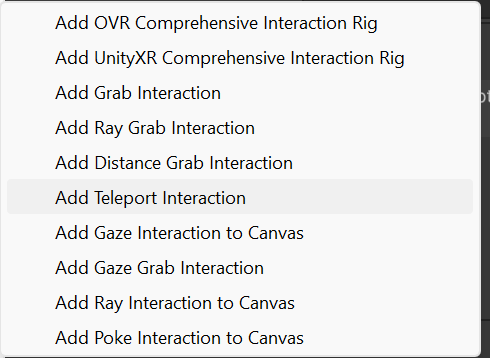 Add OVR Comprehensive Interaction Rig
Add UnityXR Comprehensive Interaction Rig
Add Grab Interaction
Add Ray Grab Interaction
Add Distance Grab Interaction
Add Teleport Interaction
Add Gaze Interaction to Canvas
Add Gaze Grab Interaction
Add Ray Interaction to Canvas
Add Poke Interaction to Canvas